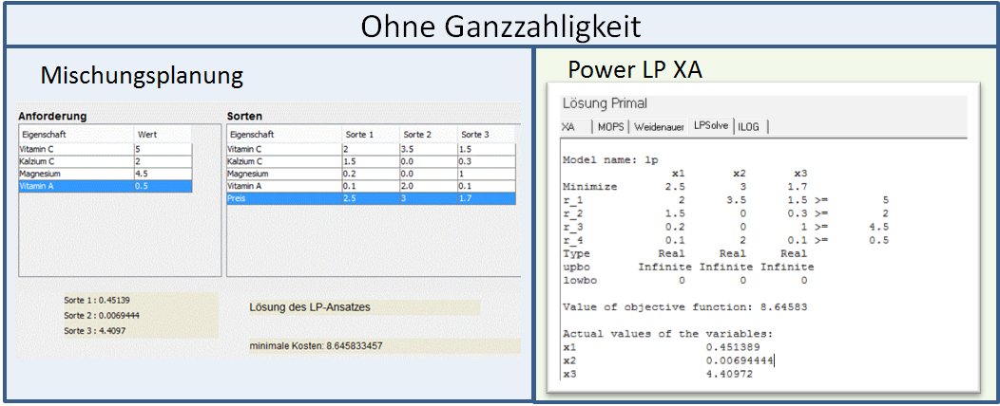 Ohne Ganzzahligkeit
Mischungsplanung
Anforderung
Eigenschaft Wert
Vitamin C 5
Kalzium C 2
Magnesium 4.5
Vitamin A 0.5
Sorten
Eigenschaft Sorte 1 Sorte 2 Sorte 3
Vitamin C 2 3.5 1.5
Kalzium C 1.5 0.0 0.3
Magnesium 0.2 0.0 1
Vitamin A 0.1 2.0 0.1
Preis 2.5 3 1.7
Sorte 1 : 0.45139
Sorte 2 : 0.0069444
Sorte 3 : 4.4097
Lösung des LP-Ansatzes
minimale Kosten: 8.645833457
Power LP XA
Lösung Primal
XA MOPS Weidenauer LPSolve ILOG
Model name: lp
x1 x2 x3
Minimize 2.5 3 1.7
r_1 2 3.5 1.5 >= 5
r_2 1.5 0 0.3 >= 2
r_3 0.2 0 1 >= 4.5
r_4 0.1 2 0.1 >= 0.5
Type Real Real Real
upbo Infinite Infinite Infinite
lowbo 0 0 0
Value of objective function: 8.64583
Actual values of the variables:
x1 0.451389
x2 0.00694444
x3 4.40972